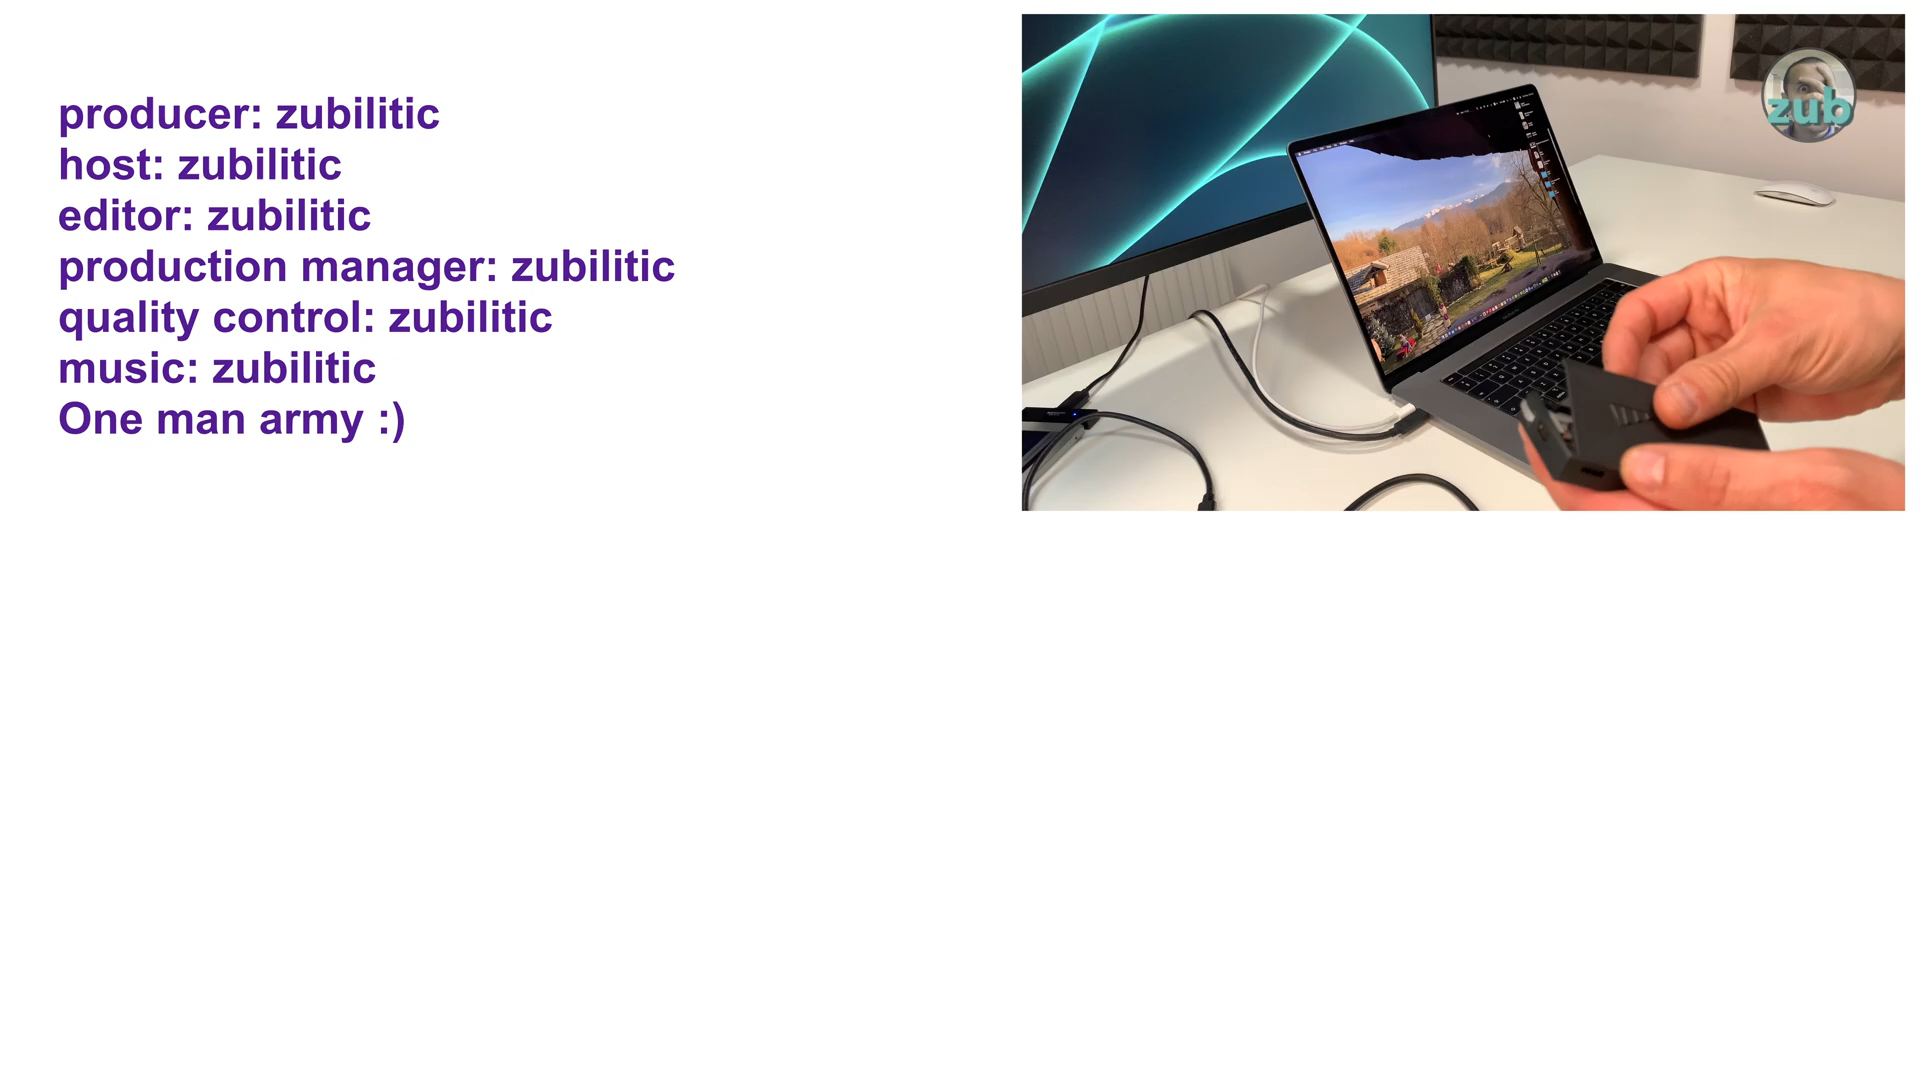 producer: zubilitic
host: zubilitic
editor: zubilitic
production manager: zubilitic
quality control: zubilitic
music: zubilitic
One man army :)
zub